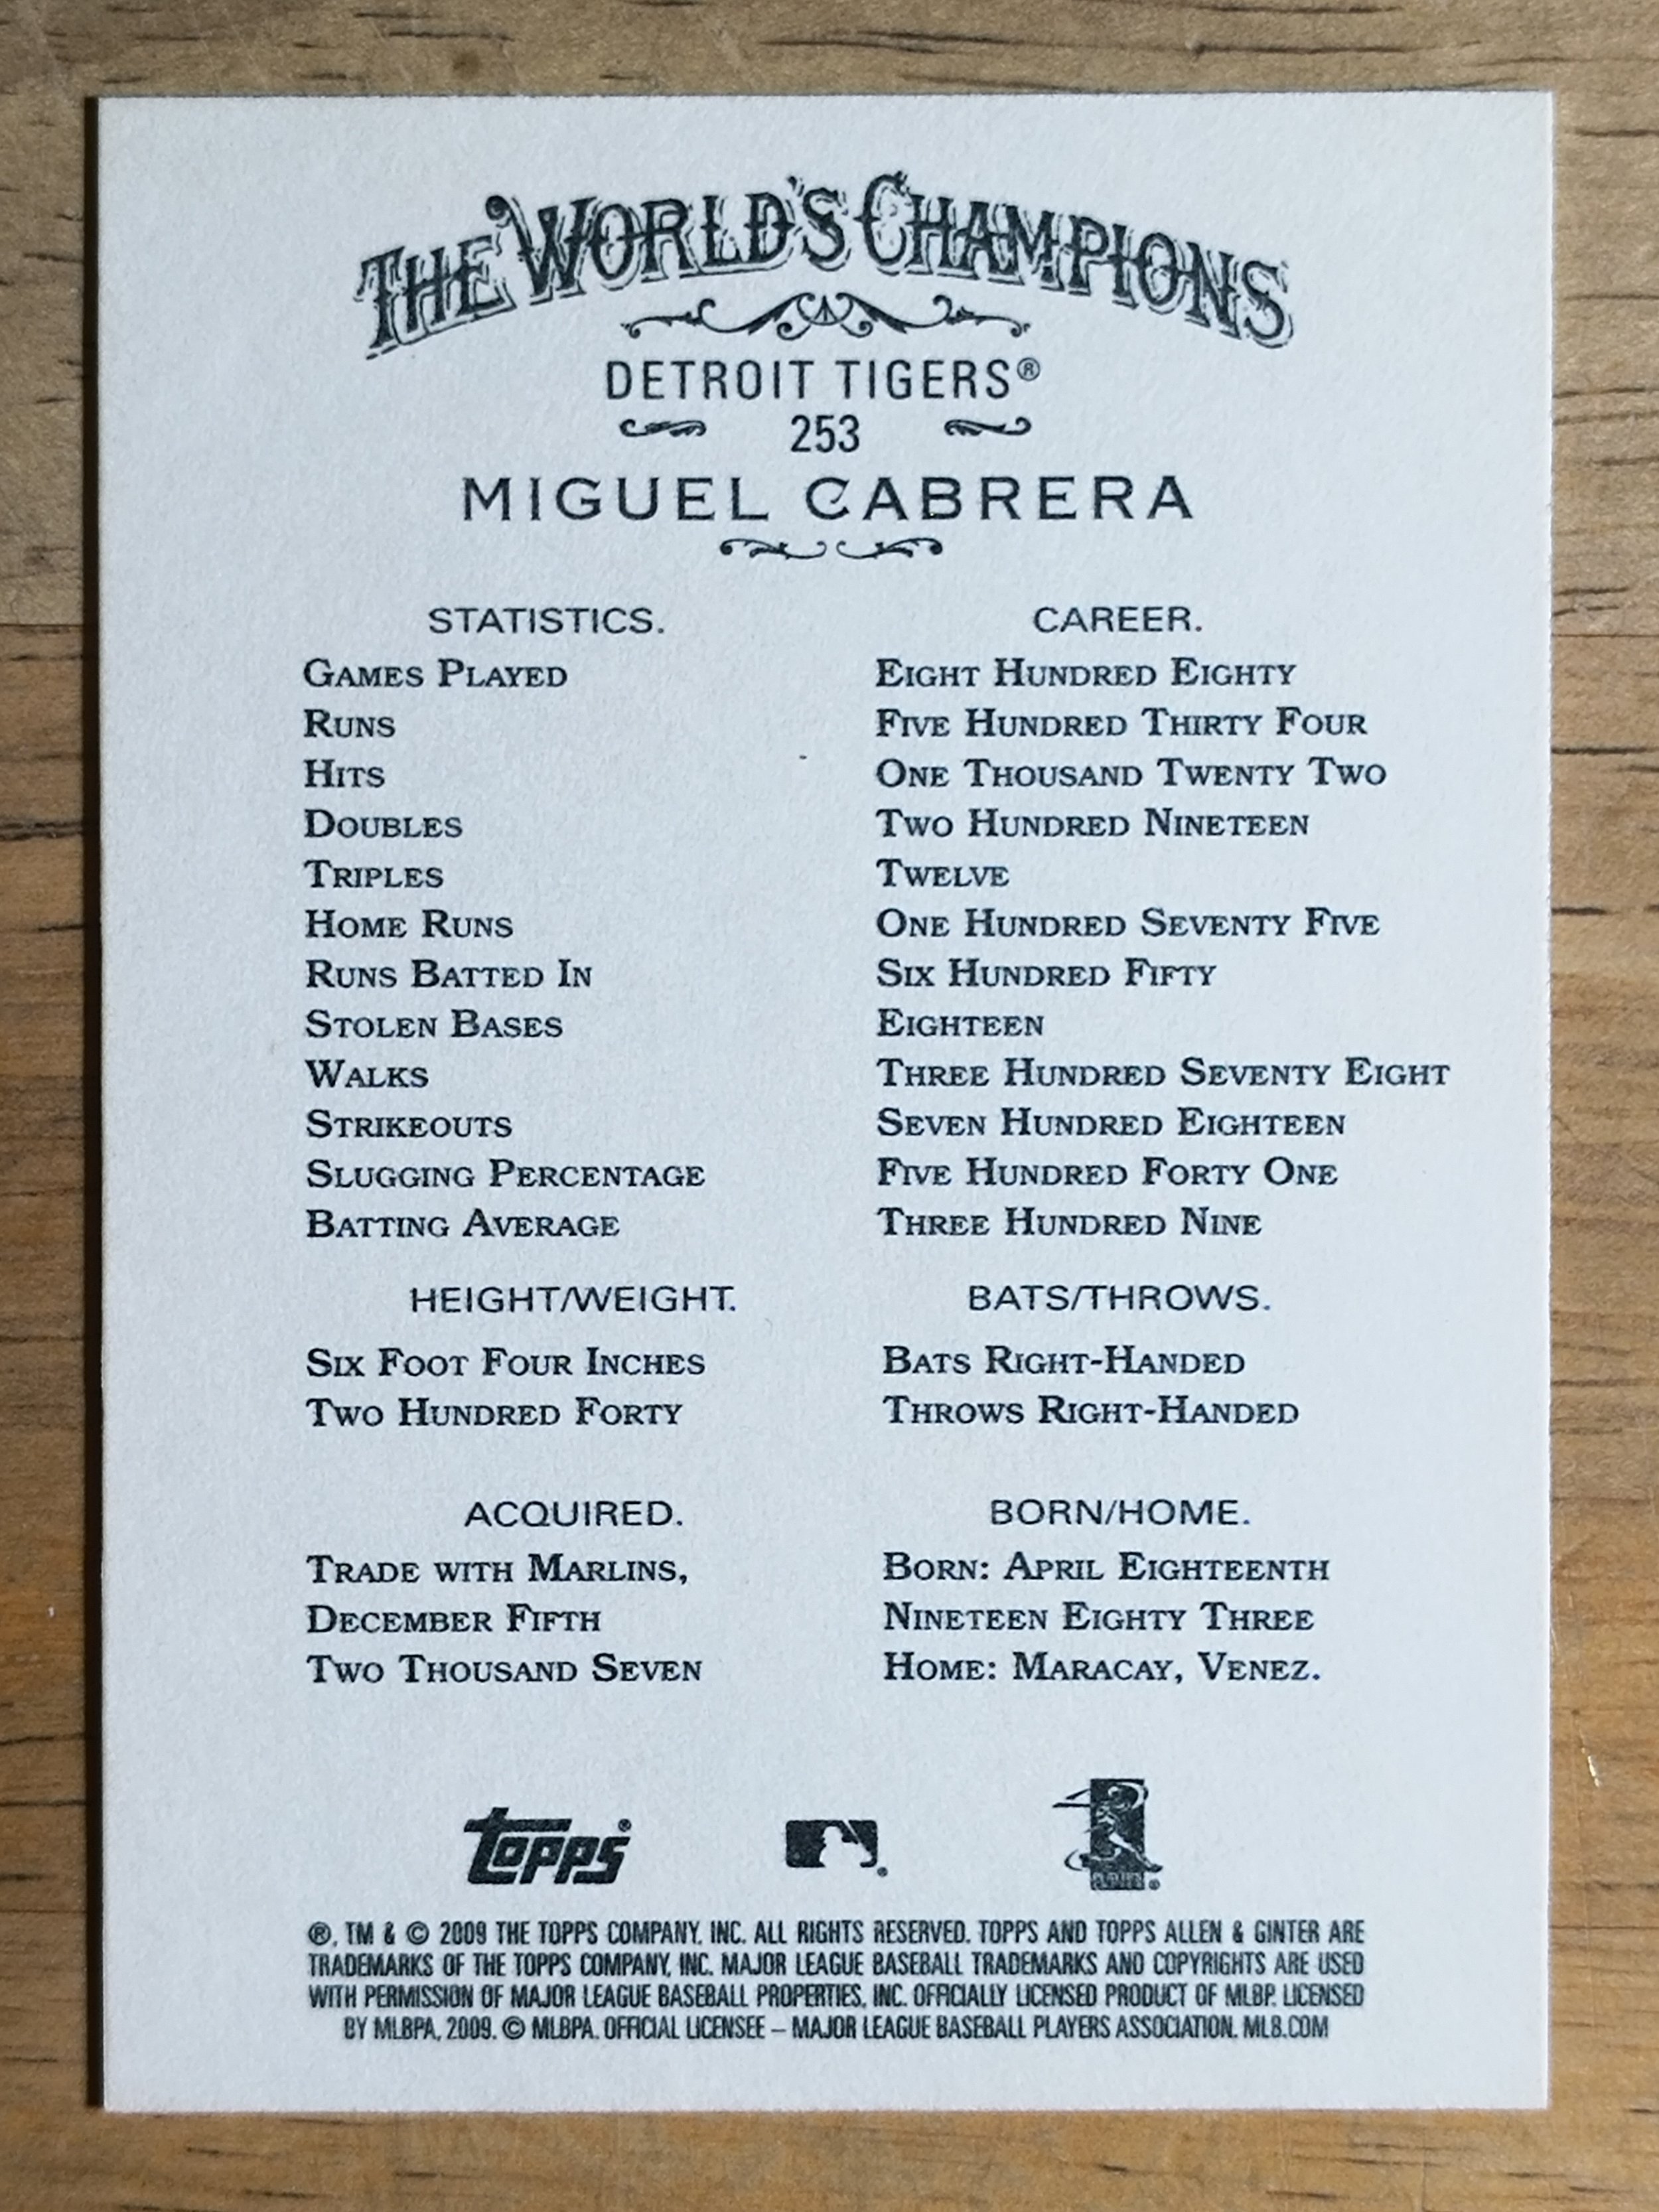 THE WORLD'S CHAMPIONS
DETROIT TIGERS®
253
MIGUEL CABRERA
STATISTICS. CAREER.
GAMES PLAYED EIGHT HUNDRED EIGHTY
RUNS FIVE HUNDRED THIRTY FOUR
HITS ONE THOUSAND TWENTY TWO
DOUBLES TWO HUNDRED NINETEEN
TRIPLES TWELVE
HOME RUNS ONE HUNDRED SEVENTY FIVE
RUNS BATTED IN SIX HUNDRED FIFTY
STOLEN BASES EIGHTEEN
WALKS THREE HUNDRED SEVENTY EIGHT
STRIKEOUTS SEVEN HUNDRED EIGHTEEN
SLUGGING PERCENTAGE FIVE HUNDRED FORTY ONE
BATTING AVERAGE THREE HUNDRED NINE
HEIGHT/WEIGHT. BATS/THROWS.
SIX FOOT FOUR INCHES BATS RIGHT-HANDED
TWO HUNDRED FORTY THROWS RIGHT-HANDED
ACQUIRED. BORN/HOME.
TRADE WITH MARLINS, BORN: APRIL EIGHTEENTH
DECEMBER FIFTH NINETEEN EIGHTY THREE
TWO THOUSAND SEVEN HOME: MARACAY, VENEZ.
topps® ® PLAYERS ®
®, TM & © 2009 THE TOPPS COMPANY, INC. ALL RIGHTS RESERVED. TOPPS AND TOPPS ALLEN & GINTER ARE
TRADEMARKS OF THE TOPPS COMPANY, INC. MAJOR LEAGUE BASEBALL TRADEMARKS AND COPYRIGHTS ARE USED
WITH PERMISSION OF MAJOR LEAGUE BASEBALL PROPERTIES, INC. OFFICIALLY LICENSED PRODUCT OF MLBP. LICENSED
BY MLBPA, 2009. © MLBPA. OFFICIAL LICENSEE – MAJOR LEAGUE BASEBALL PLAYERS ASSOCIATION. MLB.COM